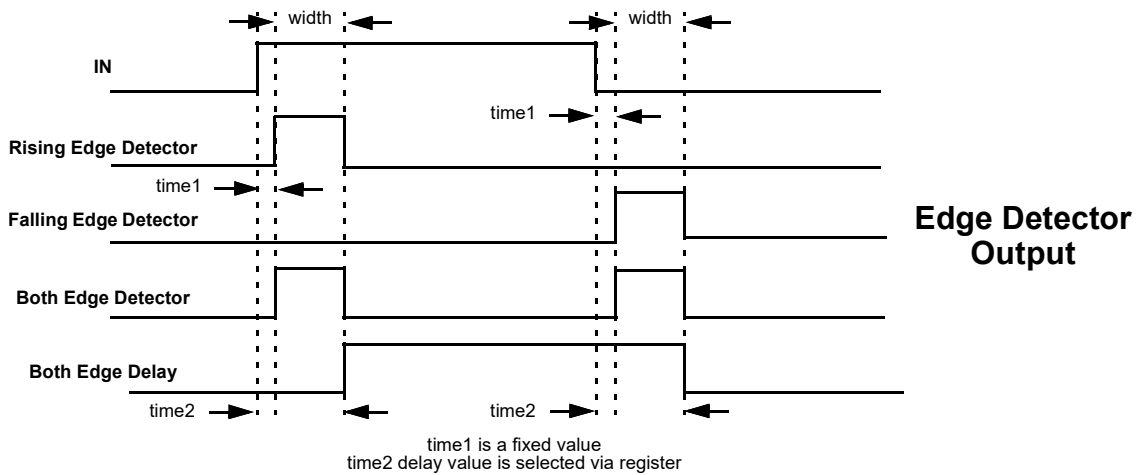 width
width
IN
time1
Rising Edge Detector
time1
Falling Edge Detector
Edge Detector
Output
Both Edge Detector
Both Edge Delay
time2
time2
time1 is a fixed value
time2 delay value is selected via register